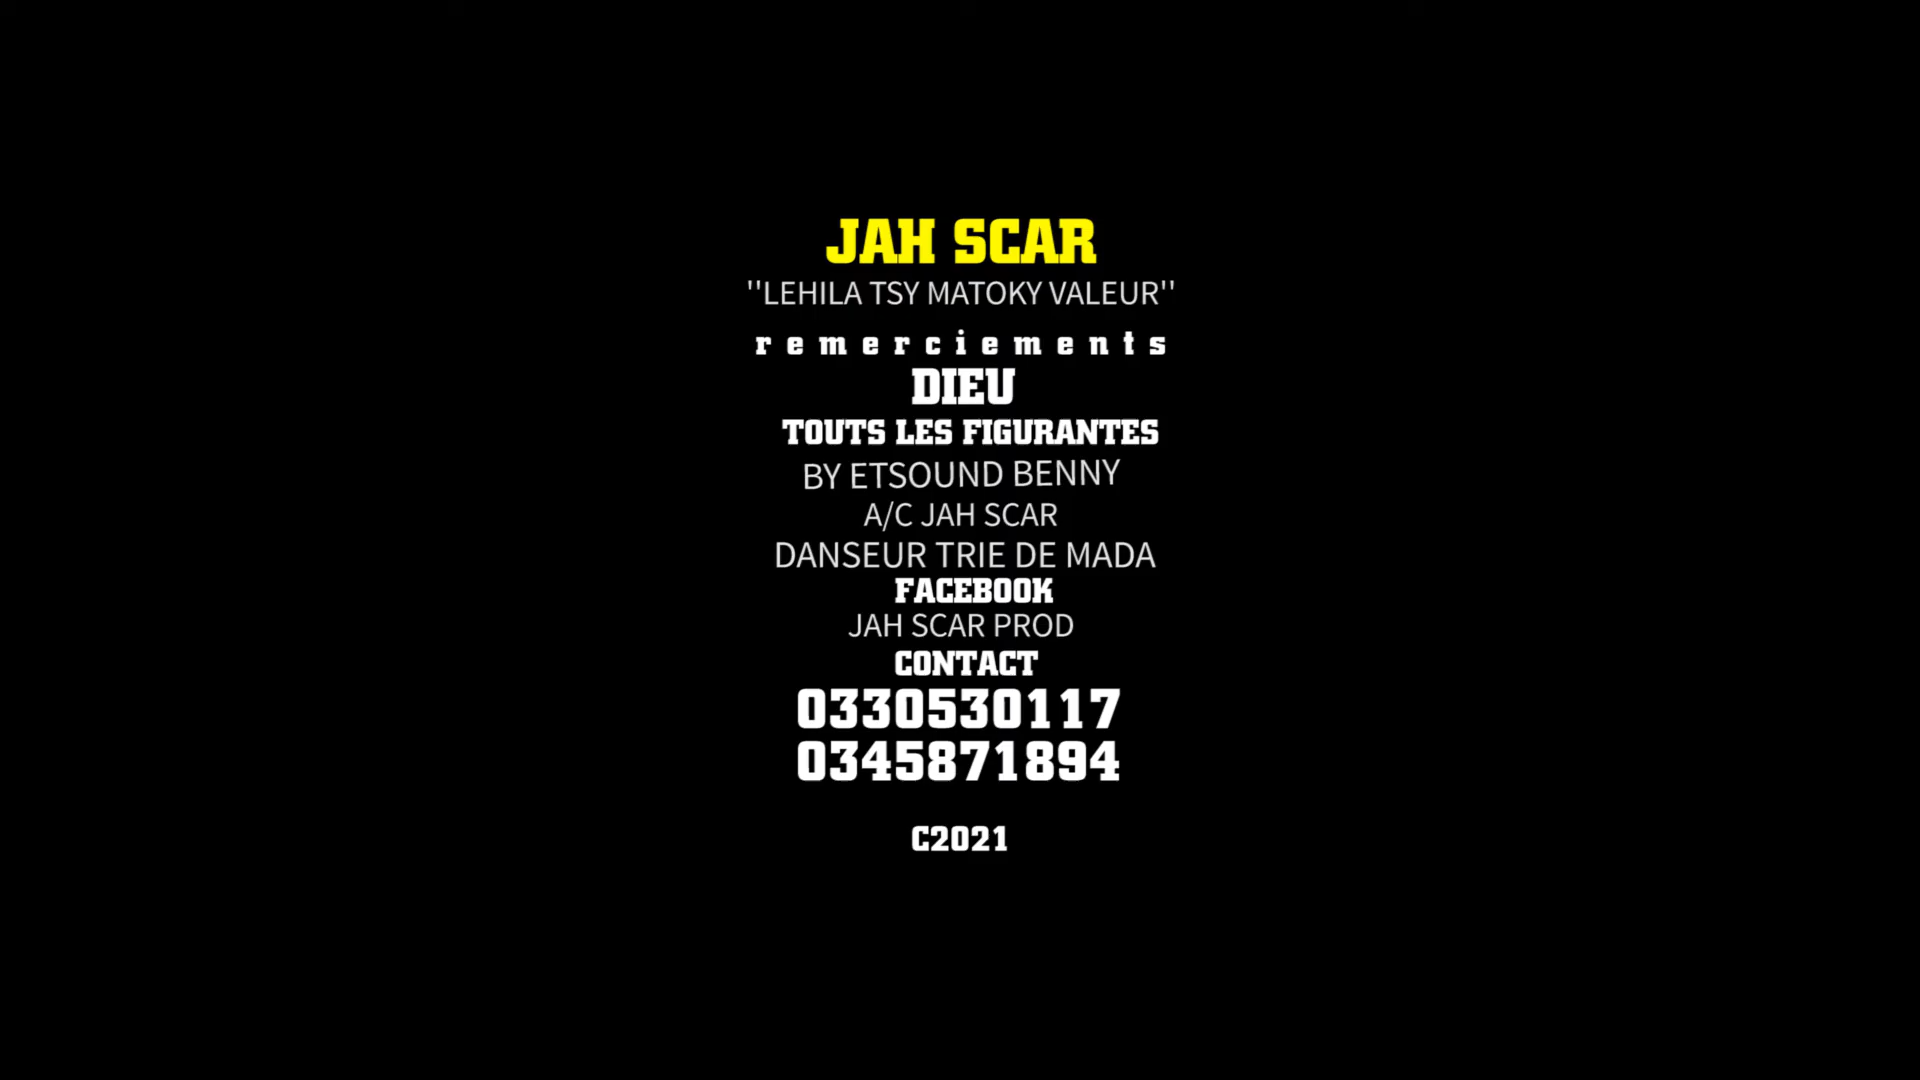 JAH SCAR
''LEHILA TSY MATOKY VALEUR''
remerciements
DIEU
TOUTS LES FIGURANTES
BY ETSOUND BENNY
A/C JAH SCAR
DANSEUR TRIE DE MADA
FACEBOOK
JAH SCAR PROD
CONTACT
0330530117
0345871894
C2021